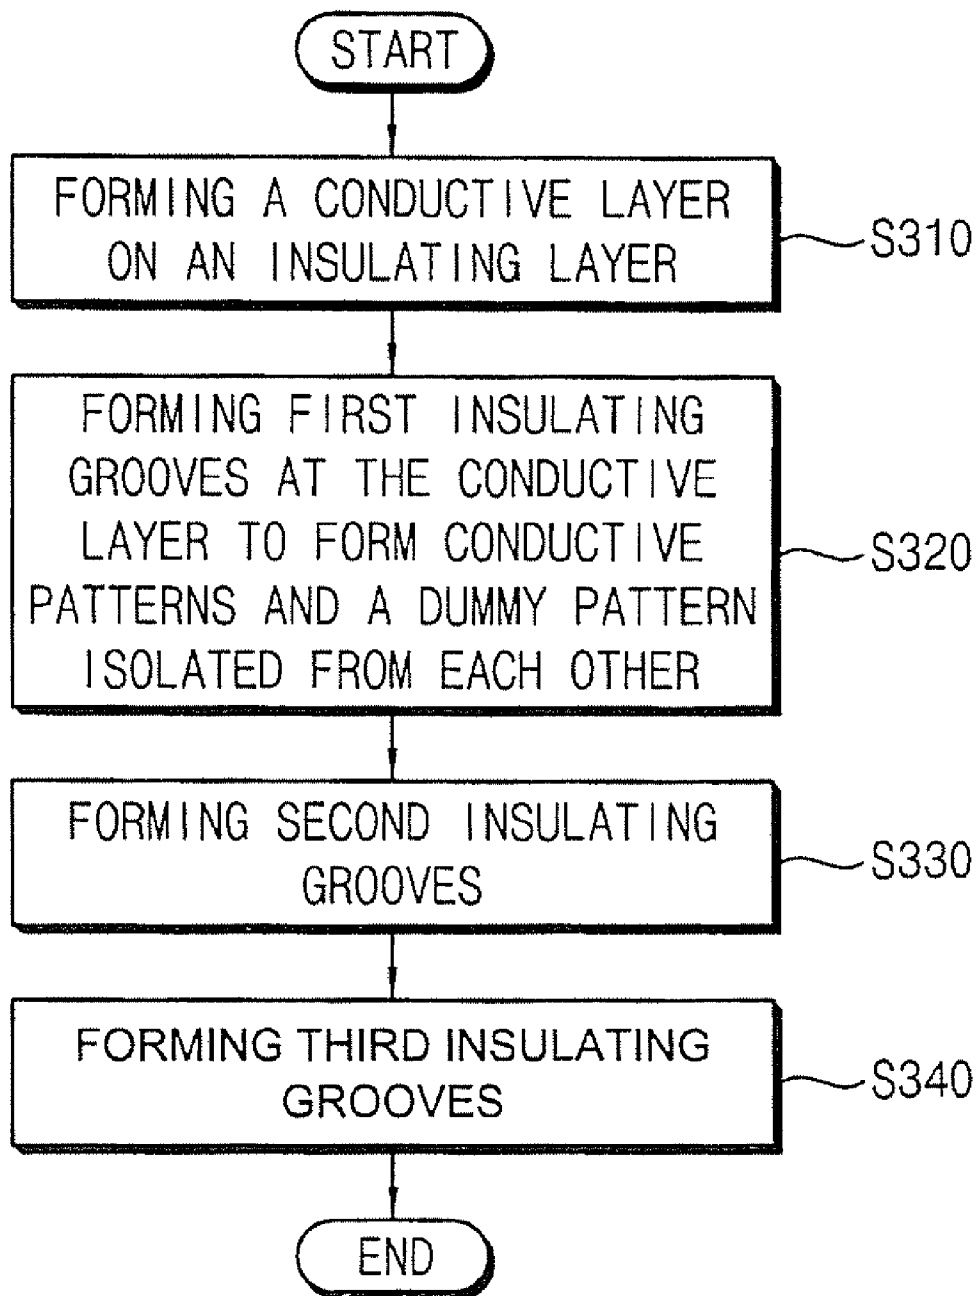 START
FORMING A CONDUCTIVE LAYER
ON AN INSULATING LAYER
S310
FORMING FIRST INSULATING
GROOVES AT THE CONDUCTIVE
LAYER TO FORM CONDUCTIVE
PATTERNS AND A DUMMY PATTERN
ISOLATED FROM EACH OTHER
S320
FORMING SECOND INSULATING
GROOVES
S330
FORMING THIRD INSULATING
GROOVES
S340
END